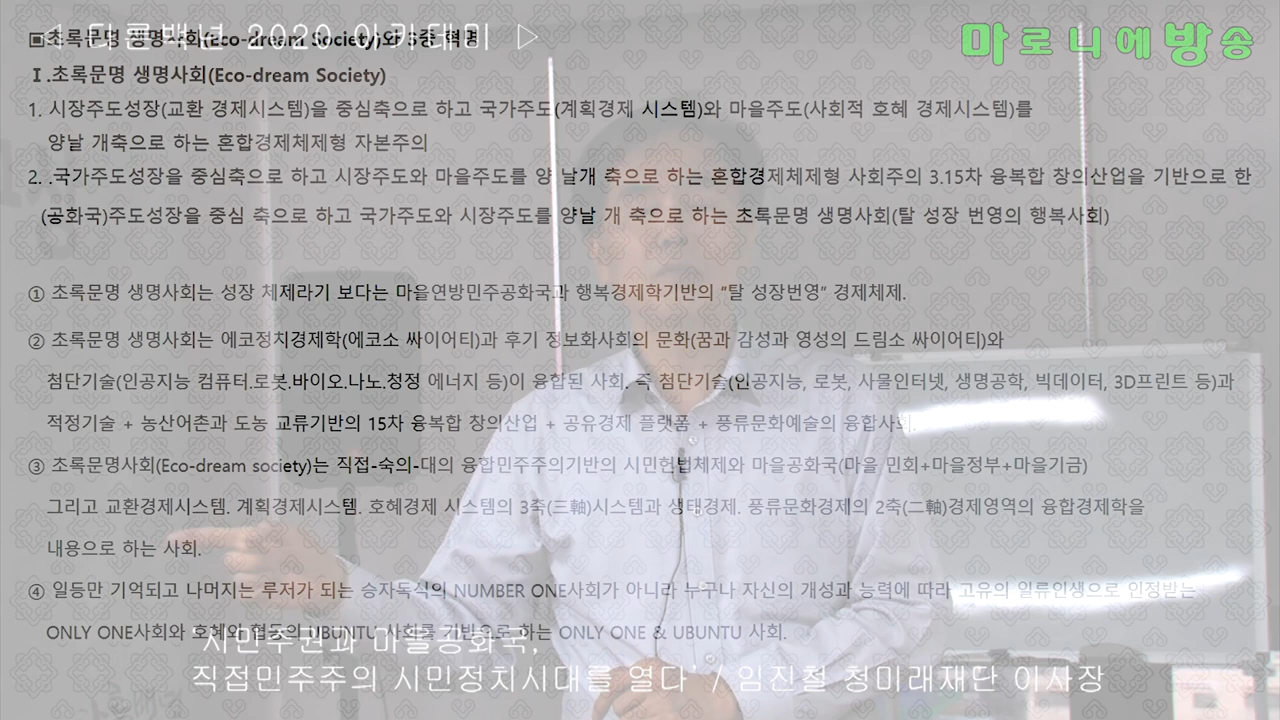 ◁ 다른백년 2020 아카데미 ▷
마로니에방송
▣초록문명 생명사회(Eco-dream Society)와 3중 혁명
Ⅰ.초록문명 생명사회(Eco-dream Society)
1. 시장주도성장(교환 경제시스템)을 중심축으로 하고 국가주도(계획경제 시스템)와 마을주도(사회적 호혜 경제시스템)를
양날 개축으로 하는 혼합경제체제형 자본주의
2. .국가주도성장을 중심축으로 하고 시장주도와 마을주도를 양 날개 축으로 하는 혼합경제체제형 사회주의 3.15차 융복합 창의산업을 기반으로 한
(공화국)주도성장을 중심 축으로 하고 국가주도와 시장주도를 양날 개 축으로 하는 초록문명 생명사회(탈 성장 번영의 행복사회)
① 초록문명 생명사회는 성장 체제라기 보다는 마을연방민주공화국과 행복경제학기반의 "탈 성장번영" 경제체제.
② 초록문명 생명사회는 에코정치경제학(에코소 싸이어티)과 후기 정보화사회의 문화(꿈과 감성과 영성의 드림소 싸이어티)와
첨단기술(인공지능 컴퓨터.로봇.바이오.나노.청정 에너지 등)이 융합된 사회. 즉 첨단기술(인공지능, 로봇, 사물인터넷, 생명공학, 빅데이터, 3D프린트 등)과
적정기술 + 농산어촌과 도농 교류기반의 15차 융복합 창의산업 + 공유경제 플랫폼 + 풍류문화예술의 융합사회.
③ 초록문명사회(Eco-dream society)는 직접-숙의-대의 융합민주주의기반의 시민헌법체제와 마을공화국(마을 민회+마을정부+마을기금)
그리고 교환경제시스템. 계획경제시스템. 호혜경제 시스템의 3축(三軸)시스템과 생태경제. 풍류문화경제의 2축(二軸)경제영역의 융합경제학을
내용으로 하는 사회.
④ 일등만 기억되고 나머지는 루저가 되는 승자독식의 NUMBER ONE사회가 아니라 누구나 자신의 개성과 능력에 따라 고유의 일류인생으로 인정받는
ONLY ONE사회와 호혜와 협동의 UBUNTU 사회를 기반으로 하는 ONLY ONE & UBUNTU 사회.
'시민주권과 마을공화국,
직접민주주의 시민정치시대를 열다' / 임진철 청미래재단 이사장